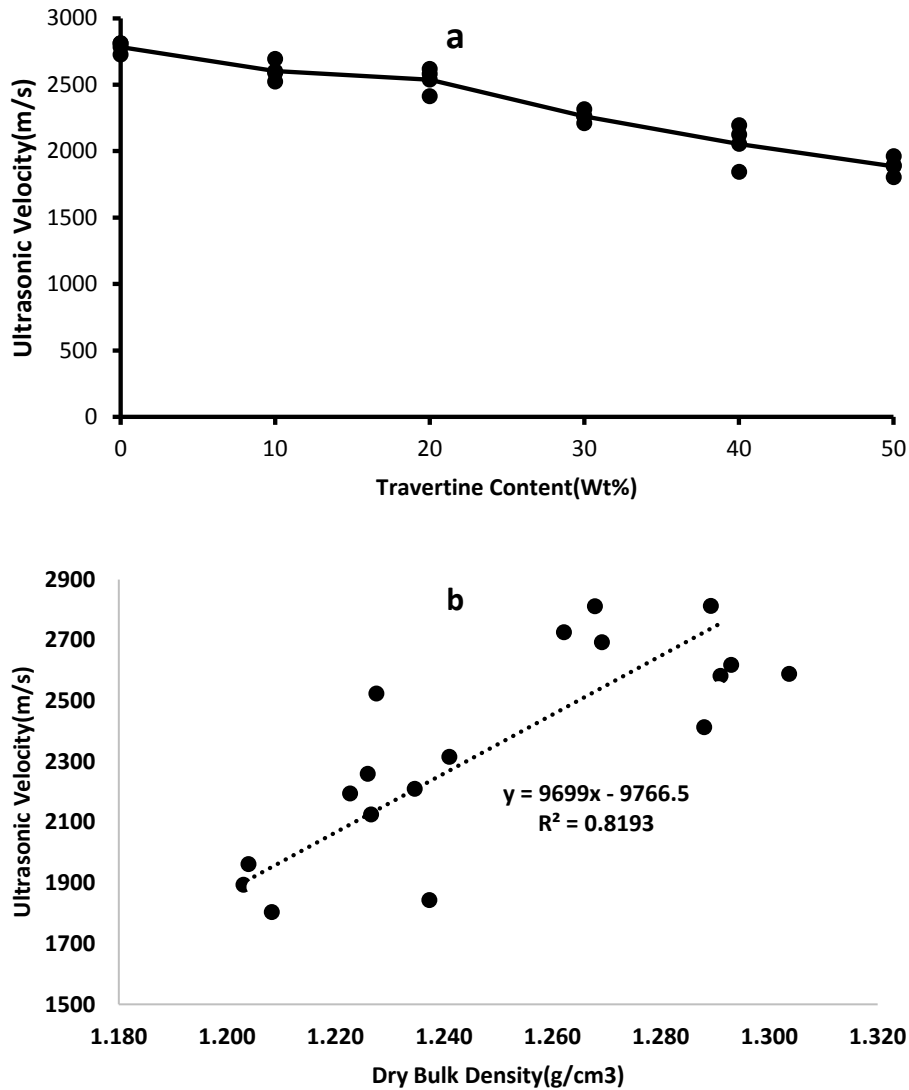 a
Ultrasonic Velocity(m/s)
3000
2500
2000
1500
1000
500
0
0 10 20 30 40 50
Travertine Content(Wt%)
b
Ultrasonic Velocity(m/s)
2900
2700
2500
2300
2100
1900
1700
1500
y = 9699x - 9766.5
R² = 0.8193
1.180 1.200 1.220 1.240 1.260 1.280 1.300 1.320
Dry Bulk Density(g/cm3)